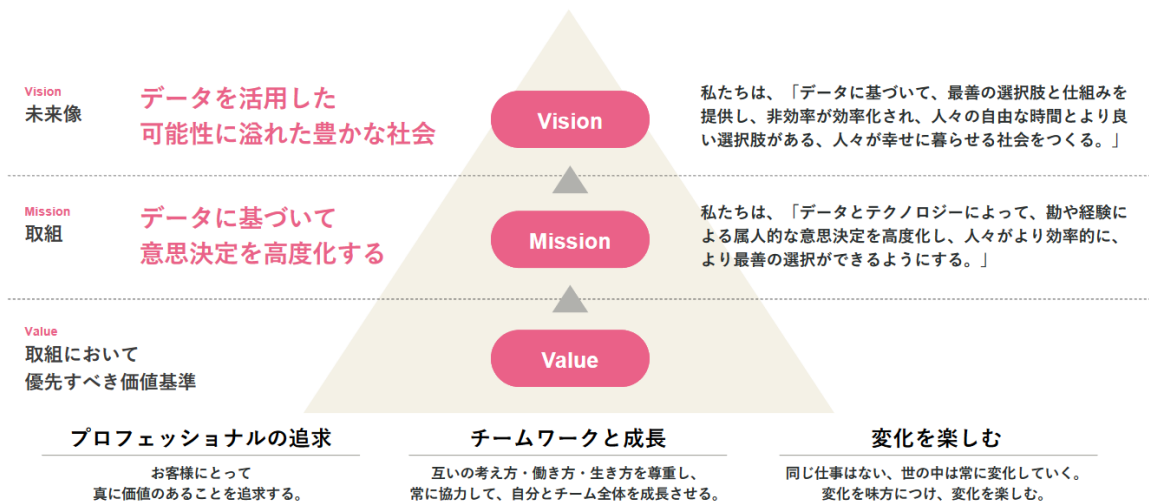 Vision
未来像
データを活用した
可能性に溢れた豊かな社会
Vision
私たちは、「データに基づいて、最善の選択肢と仕組みを
提供し、非効率が効率化され、人々の自由な時間とより良
い選択肢がある、人々が幸せに暮らせる社会をつくる。」
Mission
取組
データに基づいて
意思決定を高度化する
Mission
私たちは、「データとテクノロジーによって、勘や経験に
よる属人的な意思決定を高度化し、人々がより効率的に、
より最善の選択ができるようにする。」
Value
取組において
優先すべき価値基準
Value
プロフェッショナルの追求
お客様にとって
真に価値のあることを追求する。
チームワークと成長
互いの考え方・働き方・生き方を尊重し、
常に協力して、自分とチーム全体を成長させる。
変化を楽しむ
同じ仕事はない、世の中は常に変化していく。
変化を味方につけ、変化を楽しむ。